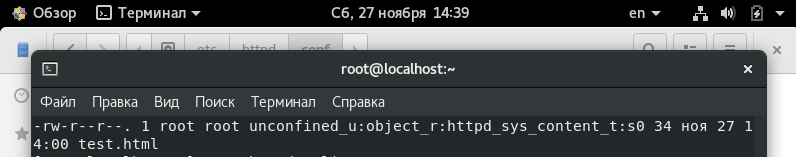 Обзор Терминал Сб, 27 ноября 14:39 en
etc httpd conf
root@localhost:~
Файл Правка Вид Поиск Терминал Справка
-rw-r--r--. 1 root root unconfined_u:object_r:httpd_sys_content_t:s0 34 ноя 27 1
4:00 test.html